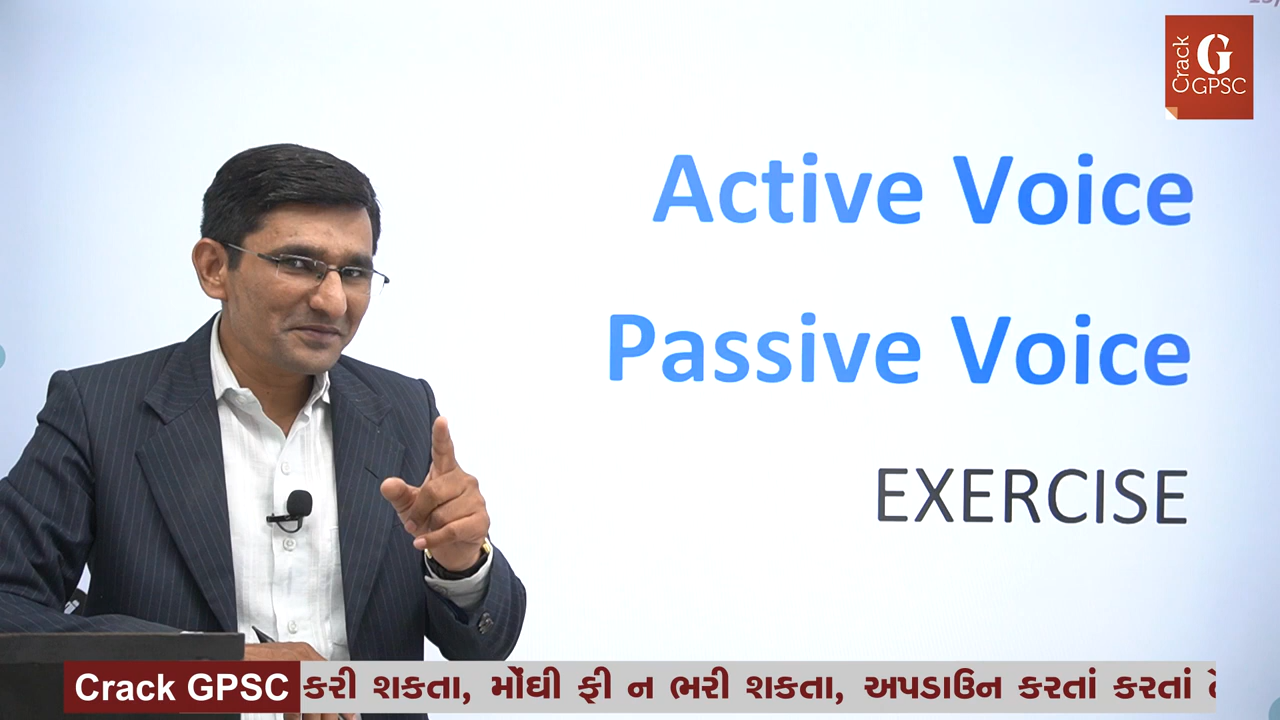 Crack
G
GPSC
Active Voice
Passive Voice
EXERCISE
Crack GPSC
કરી શકતા, મોંઘી ફી ન ભરી શકતા, અપડાઉન કરતાં કરતાં